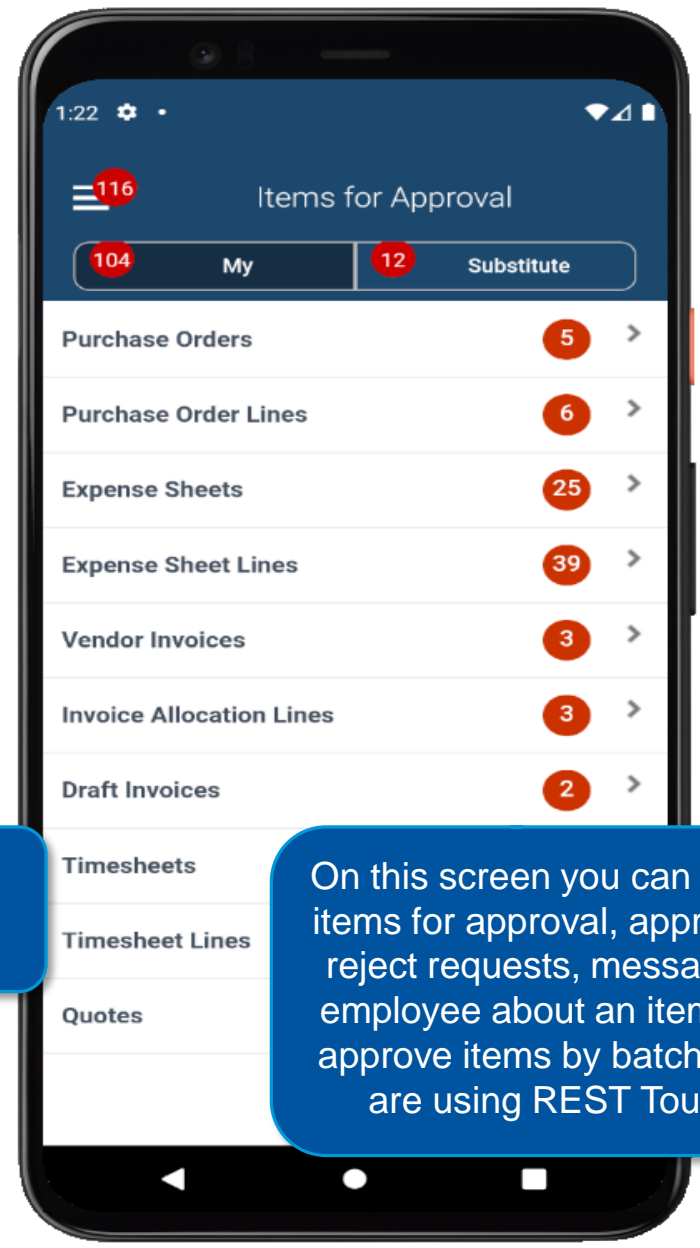 1:22
116
Items for Approval
104 My 12 Substitute
Purchase Orders 5
Purchase Order Lines 6
Expense Sheets 25
Expense Sheet Lines 39
Vendor Invoices 3
Invoice Allocation Lines 3
Draft Invoices 2
Timesheets
Timesheet Lines
Quotes
On this screen you can
items for approval, appr
reject requests, messa
employee about an iter
approve items by batch
are using REST Tou